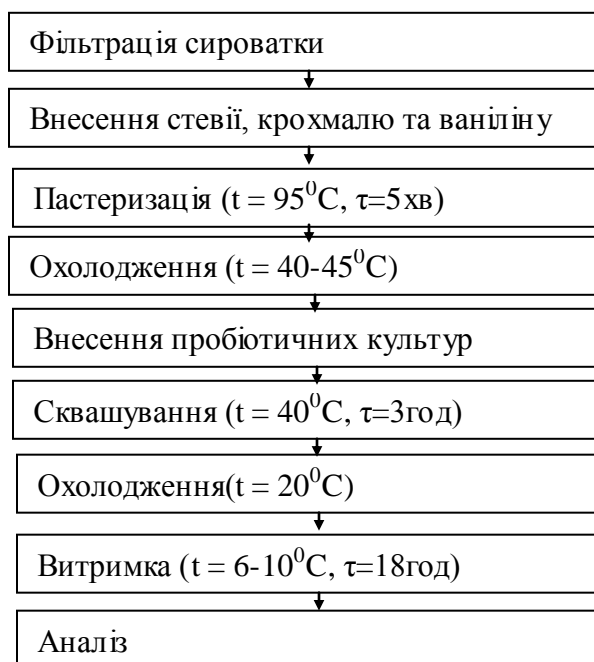 Фільтрація сироватки
Внесення стевії, крохмалю та ваніліну
Пастеризація (t = 95⁰C, τ=5хв)
Охолодження (t = 40-45⁰C)
Внесення пробіотичних культур
Сквашування (t = 40⁰C, τ=3год)
Охолодження(t = 20⁰C)
Витримка (t = 6-10⁰C, τ=18год)
Аналіз